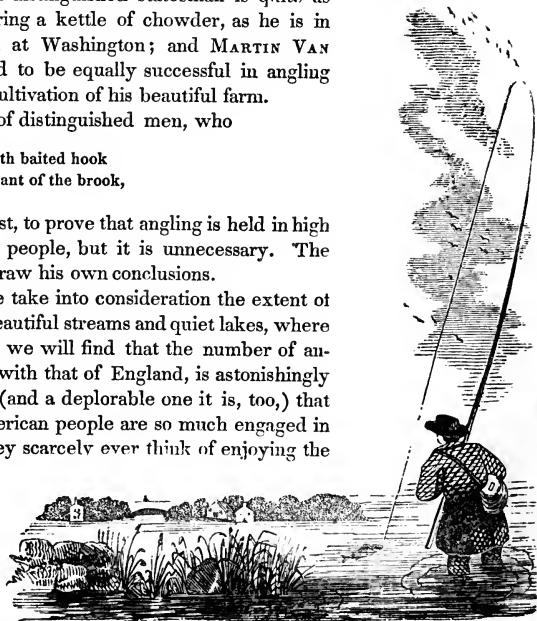 ring a kettle of chowder, as he is in
at Washington; and MARTIN VAN
d to be equally successful in angling
ultivation of his beautiful farm.
of distinguished men, who
th baited hook
ant of the brook,
st, to prove that angling is held in high
people, but it is unnecessary. The
raw his own conclusions.
e take into consideration the extent of
eautiful streams and quiet lakes, where
we will find that the number of an-
with that of England, is astonishingly
(and a deplorable one it is, too,) that
erican people are so much engaged in
ey scarcely ever think of enjoying the